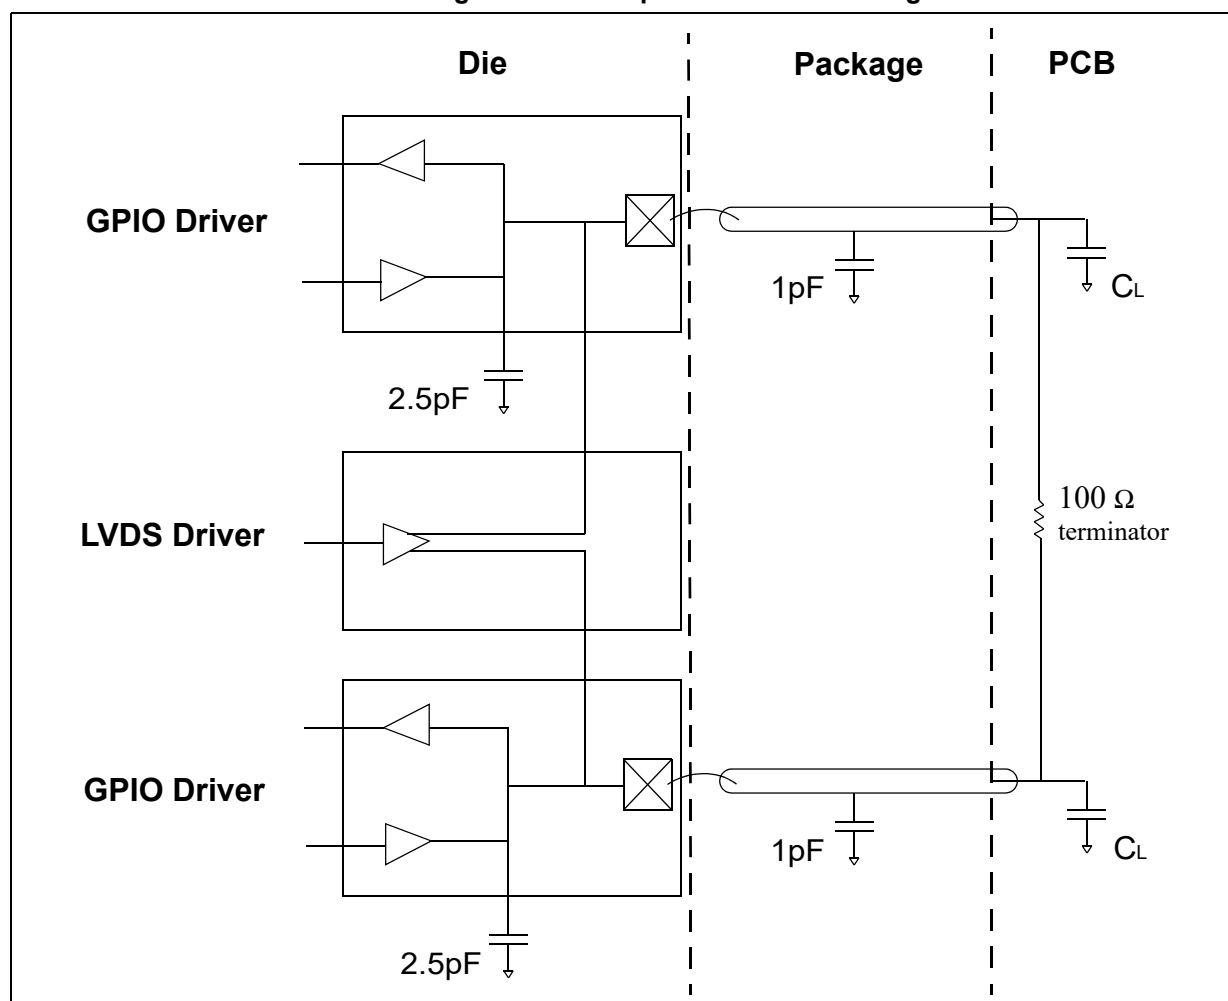 Die
Package
PCB
GPIO Driver
1pF
CL
2.5pF
LVDS Driver
100 Ω
terminator
GPIO Driver
1pF
CL
2.5pF